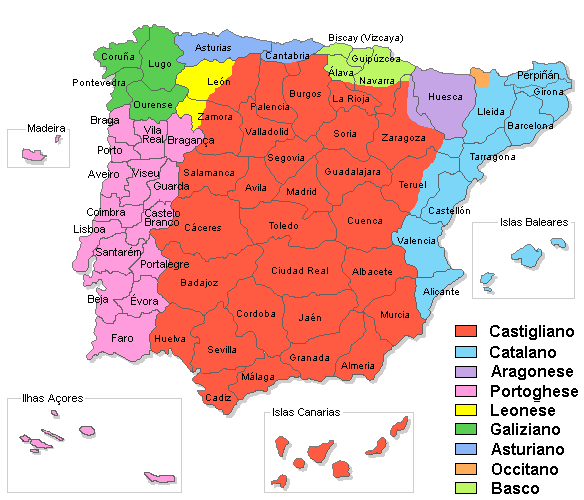 Biscay (Vizcaya)
Coruña
Lugo
Asturias
Cantabria
Guipúzcoa
Álava
Navarra
Perpiñán
Pontevedra
Ourense
León
Burgos
Palencia
La Rioja
Huesca
Girona
Lleida
Barcelona
Madeira
Braga
Vila
Real
Bragança
Zamora
Valladolid
Soria
Zaragoza
Tarragona
Porto
Segovia
Aveiro
Viseu
Guarda
Salamanca
Avila
Madrid
Guadalajara
Teruel
Coimbra
Castelo
Branco
Castellón
Lisboa
Cáceres
Toledo
Cuenca
Valencia
Islas Baleares
Santarém
Portalegre
Badajoz
Ciudad Real
Albacete
Alicante
Beja
Évora
Cordoba
Jaén
Murcia
Faro
Huelva
Sevilla
Granada
Almeria
Málaga
Cadiz
Ilhas Açores
Islas Canarias
Castigliano
Catalano
Aragonese
Portoghese
Leonese
Galiziano
Asturiano
Occitano
Basco